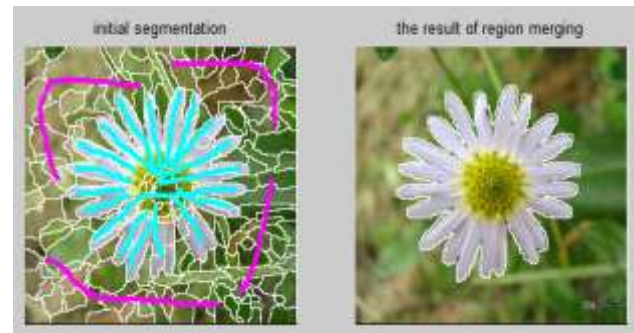 initial segmentation
the result of region merging